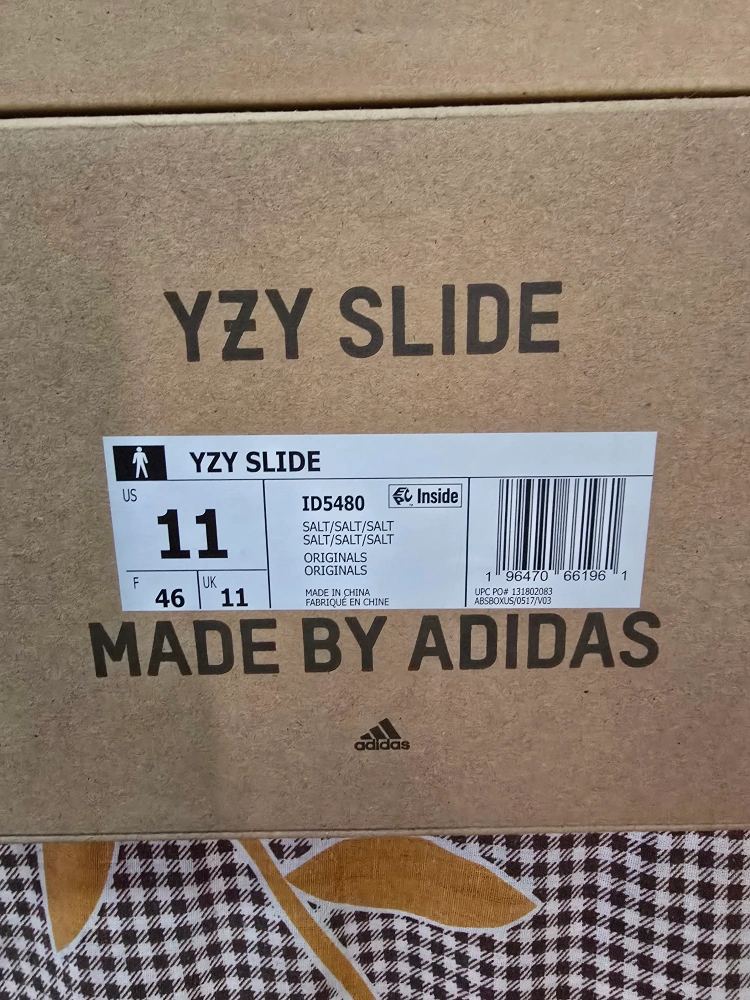 YZY SLIDE
YZY SLIDE
US
11
F 46
UK 11
ID5480
Inside
SALT/SALT/SALT
SALT/SALT/SALT
ORIGINALS
ORIGINALS
MADE IN CHINA
FABRIQUÉ EN CHINE
1 96470 66196 1
UPC PO# 131802083
ABSBOXUS/0517/V03
MADE BY ADIDAS
adidas